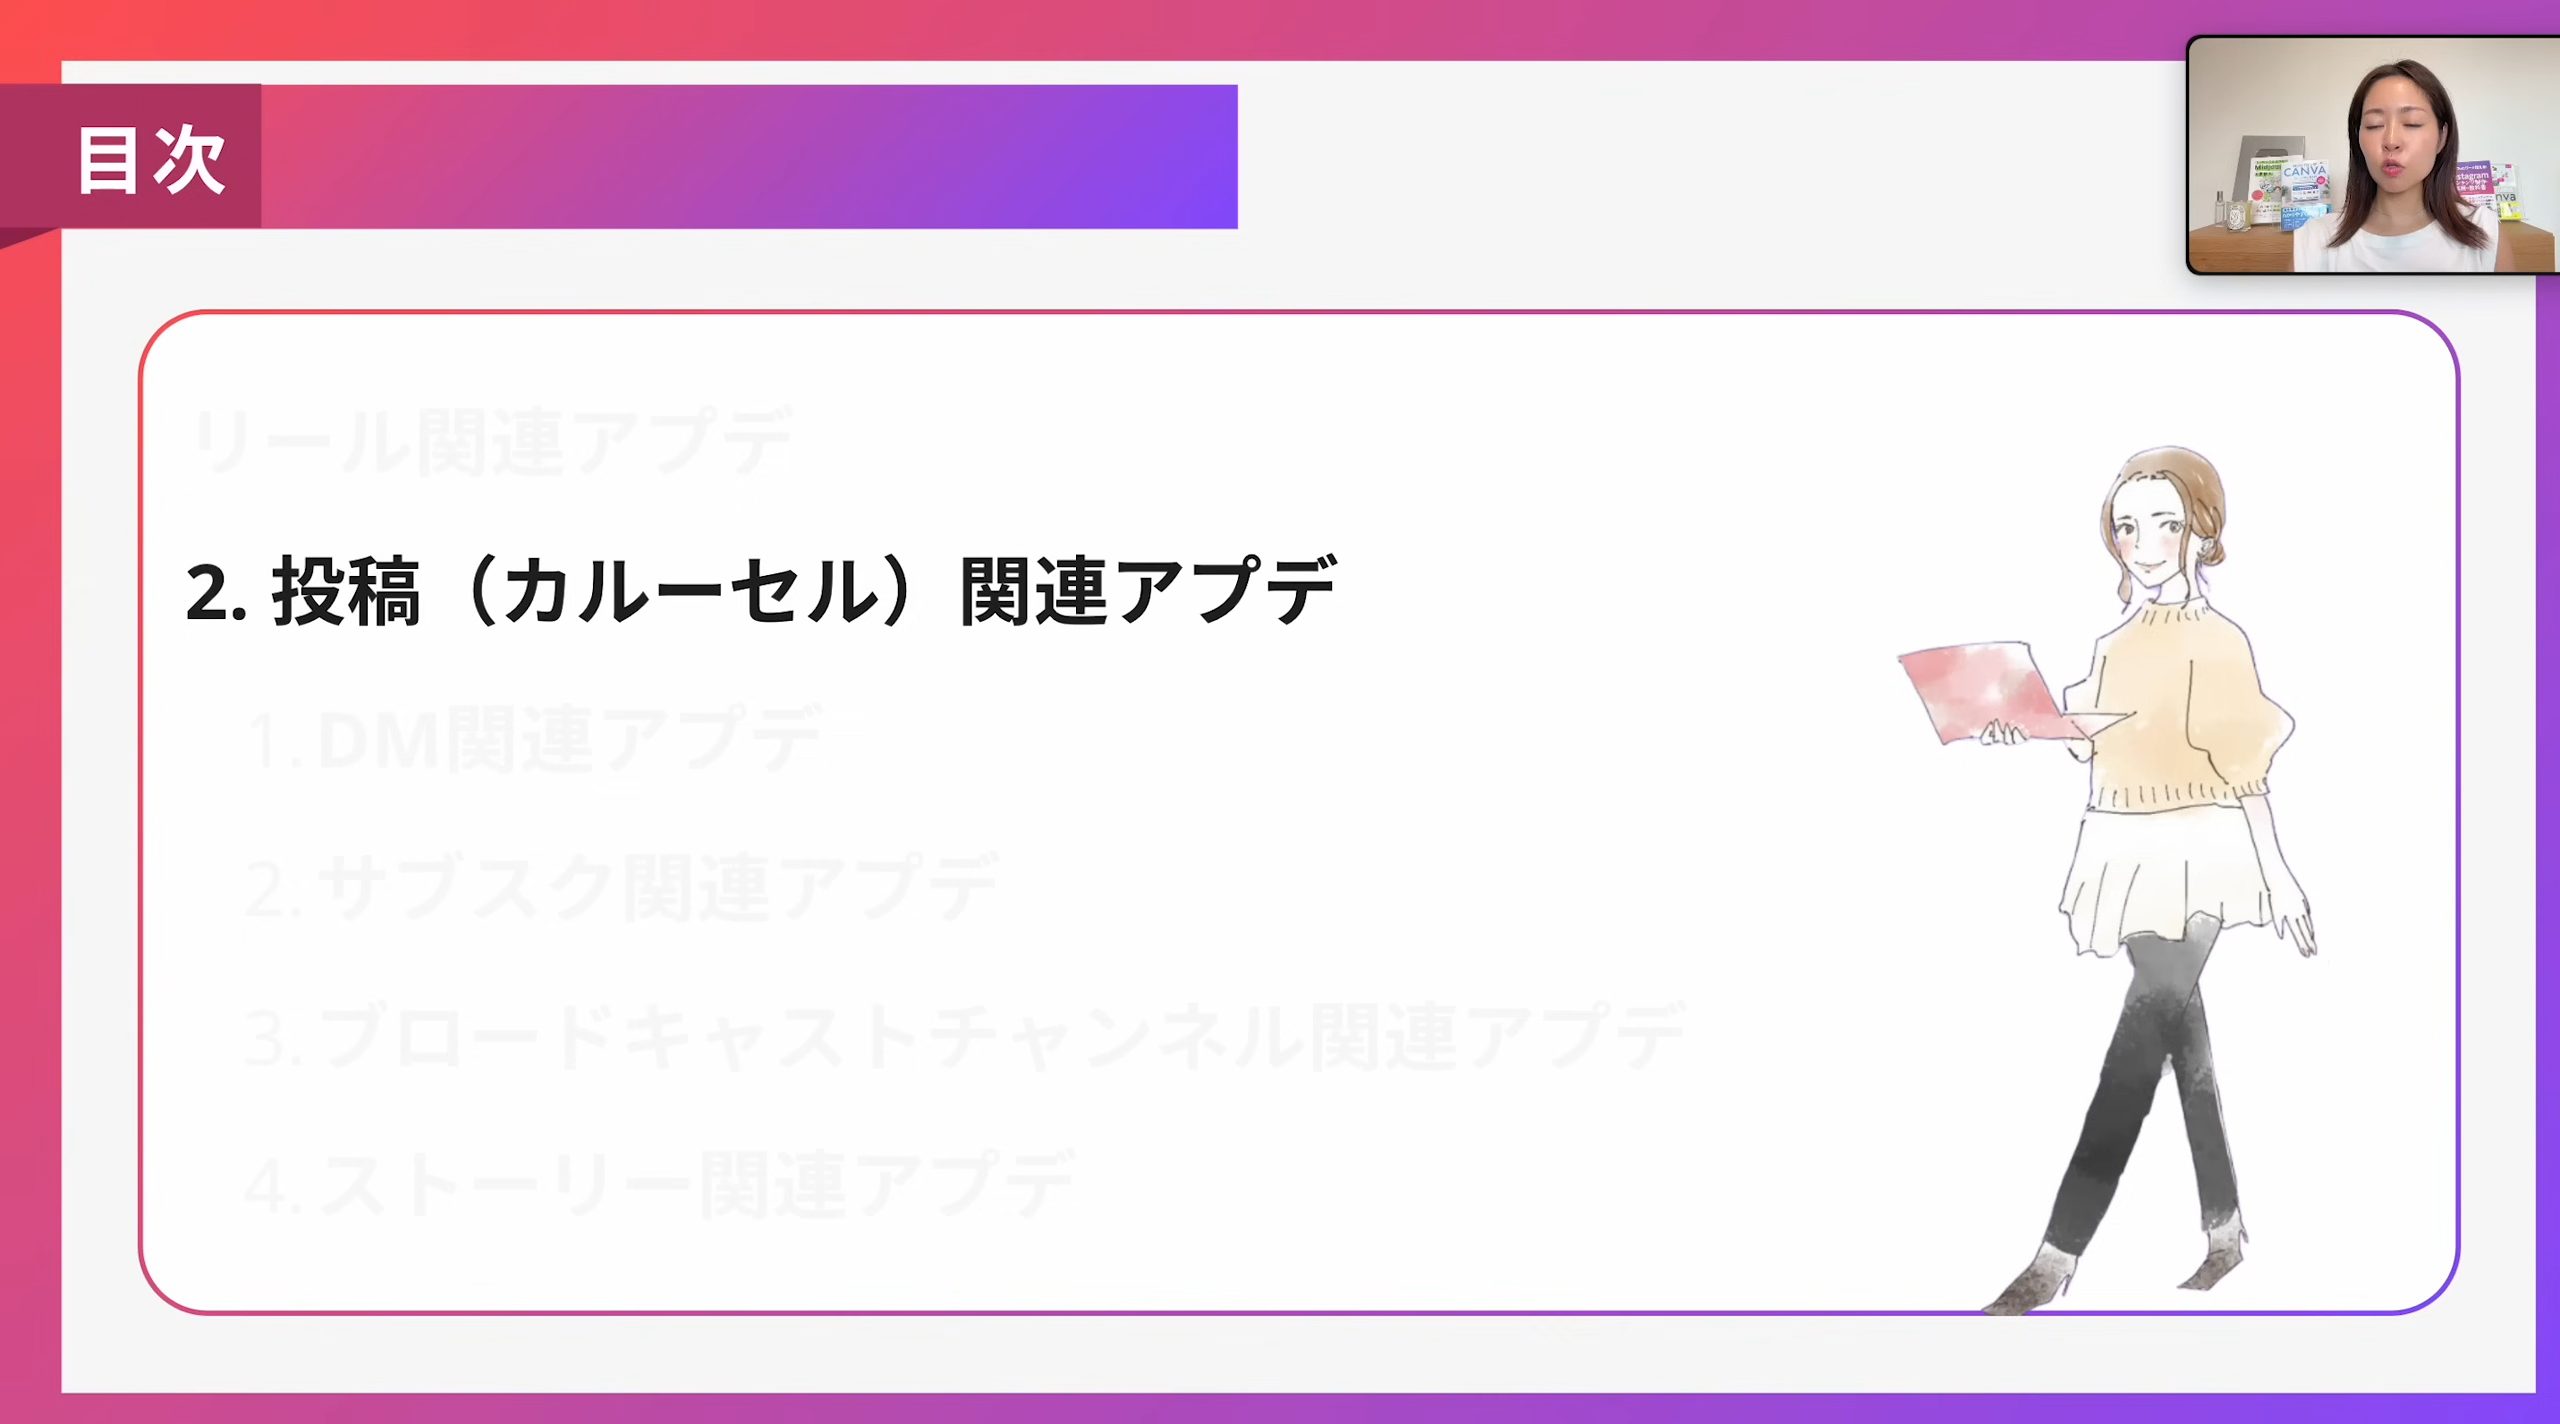 目次
CANVA
リール関連アプデ
2. 投稿（カルーセル）関連アプデ
1. DM関連アプデ
2. サブスク関連アプデ
3. ブロードキャストチャンネル関連アプデ
4. ストーリー関連アプデ